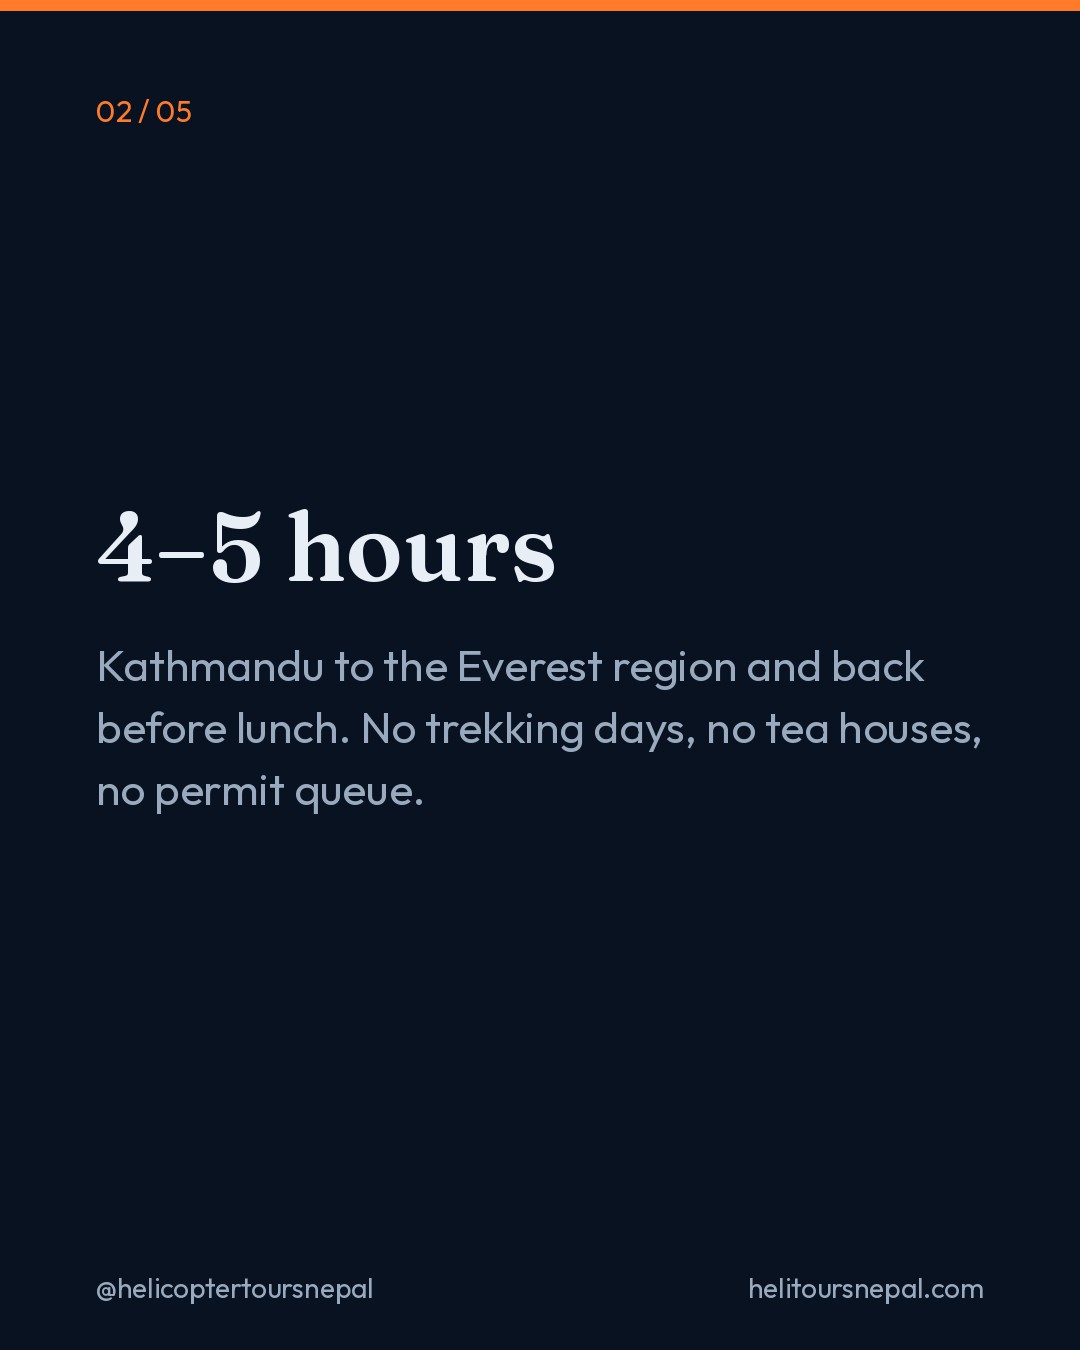 02 / 05
4–5 hours
Kathmandu to the Everest region and back
before lunch. No trekking days, no tea houses,
no permit queue.
@helicoptertoursnepal
helitoursnepal.com